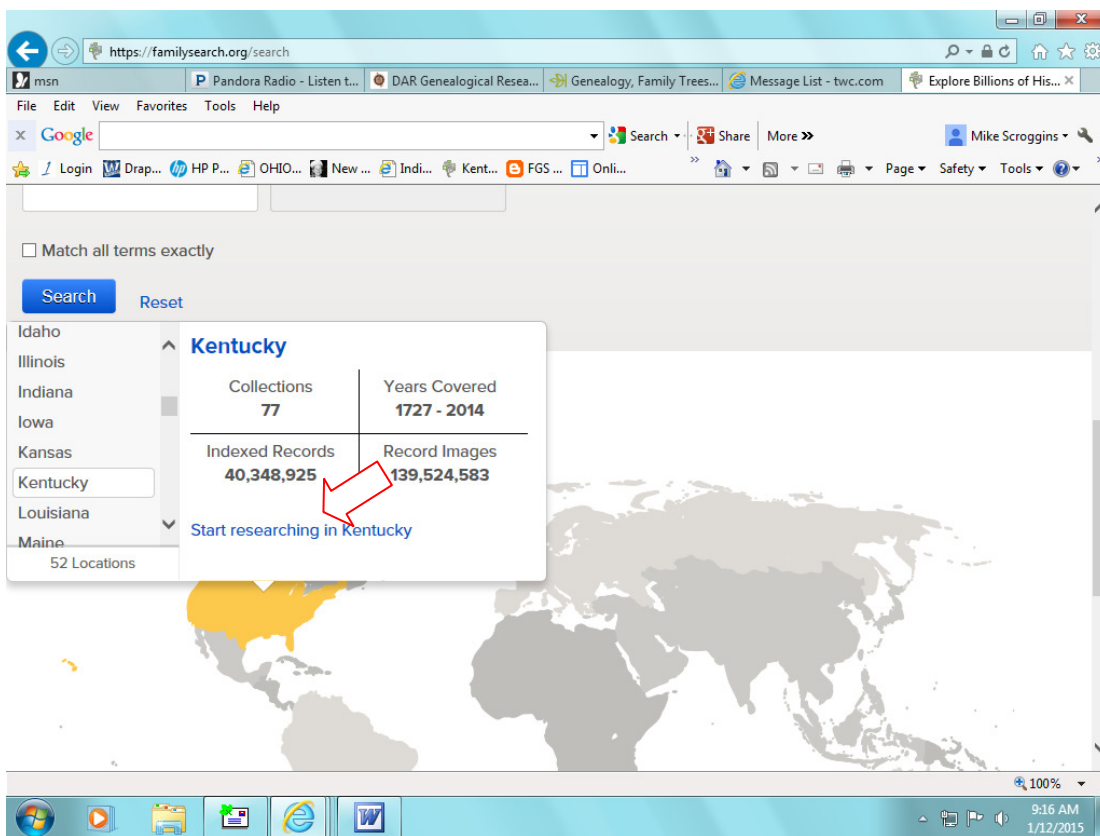 https://familysearch.org/search
msn
P Pandora Radio - Listen t...
DAR Genealogical Resea...
Genealogy, Family Trees...
Message List - twc.com
Explore Billions of His...
File Edit View Favorites Tools Help
x Google Search Share More » Mike Scroggins
Login Drap... HP P... OHIO... New ... Indi... Kent... FGS ... Onli... » Page Safety Tools
Match all terms exactly
Search Reset
Idaho
Illinois
Indiana
Iowa
Kansas
Kentucky
Louisiana
Maine
52 Locations
Kentucky
Collections
77
Years Covered
1727 - 2014
Indexed Records
40,348,925
Record Images
139,524,583
Start researching in Kentucky
100%
9:16 AM
1/12/2015